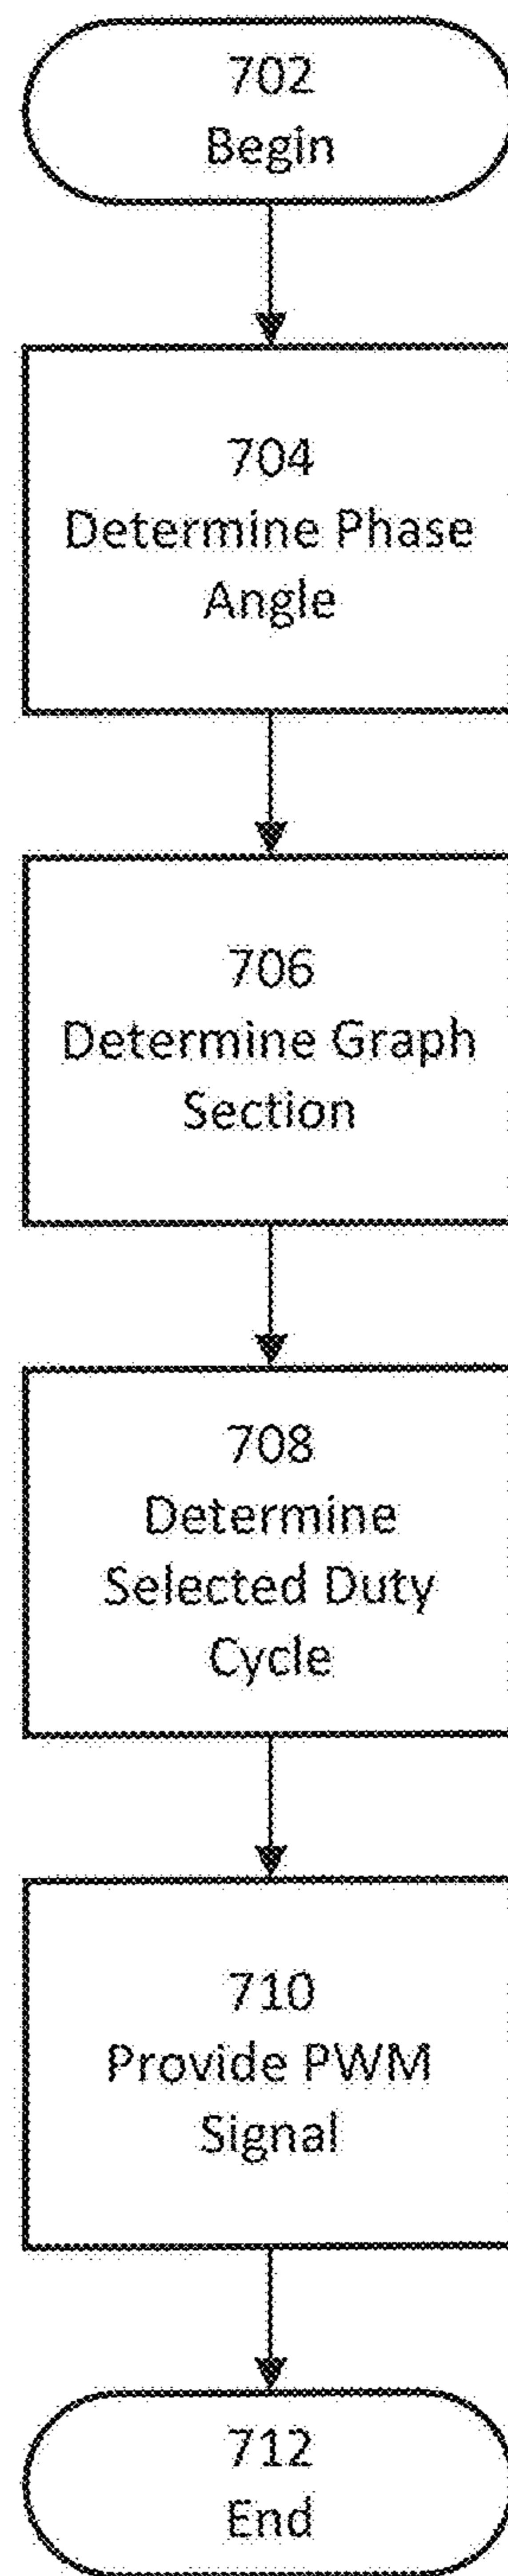 702
Begin
704
Determine Phase
Angle
706
Determine Graph
Section
708
Determine
Selected Duty
Cycle
710
Provide PWM
Signal
712
End